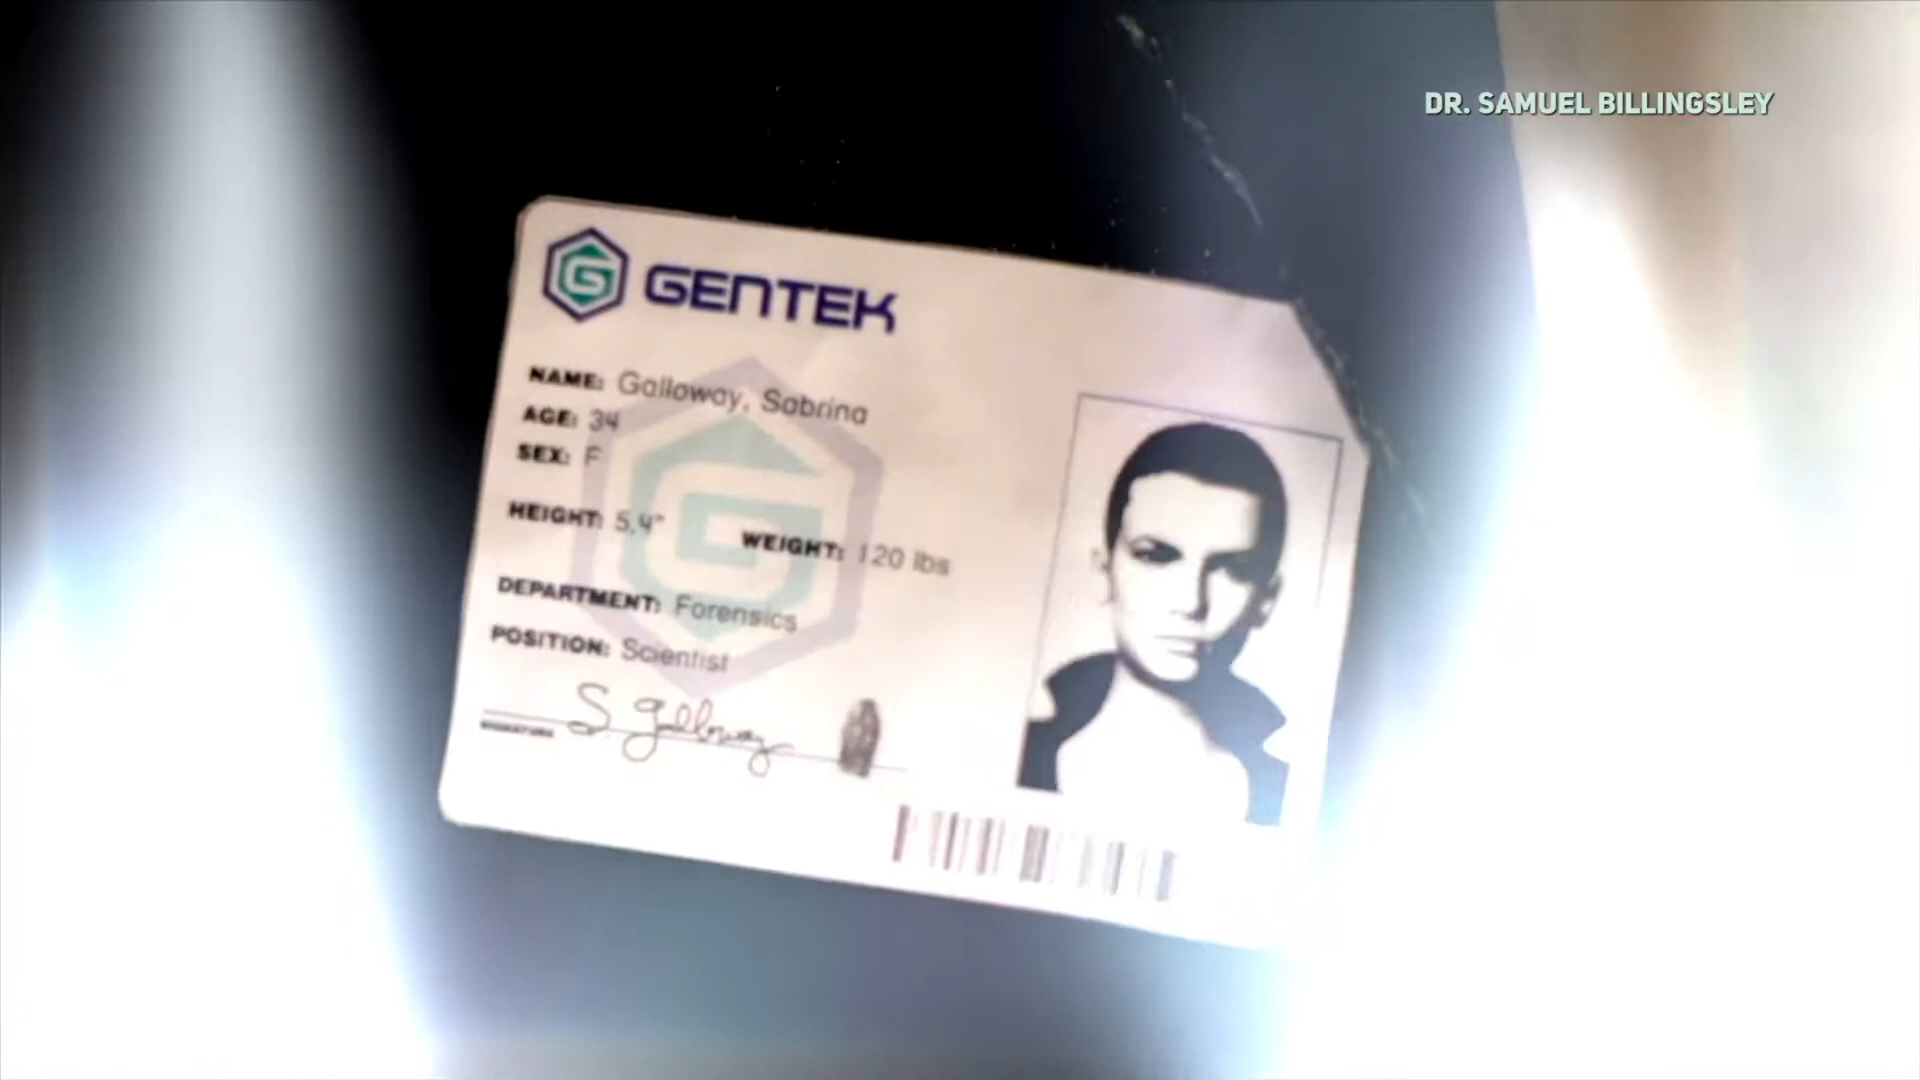 DR. SAMUEL BILLINGSLEY
G GENTEK
NAME: Galloway, Sabrina
AGE: 34
SEX: F
HEIGHT: 5,4" WEIGHT: 120 lbs
DEPARTMENT: Forensics
POSITION: Scientist
SIGNATURE S. Galloway